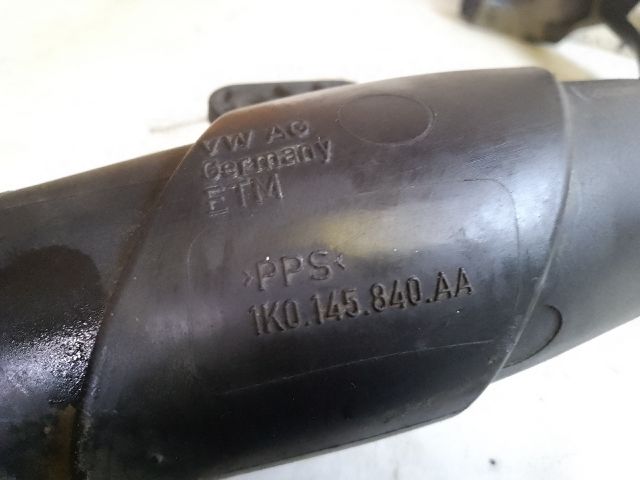 VW AG
Germany
ETM
>PPS<
1K0.145.840.AA